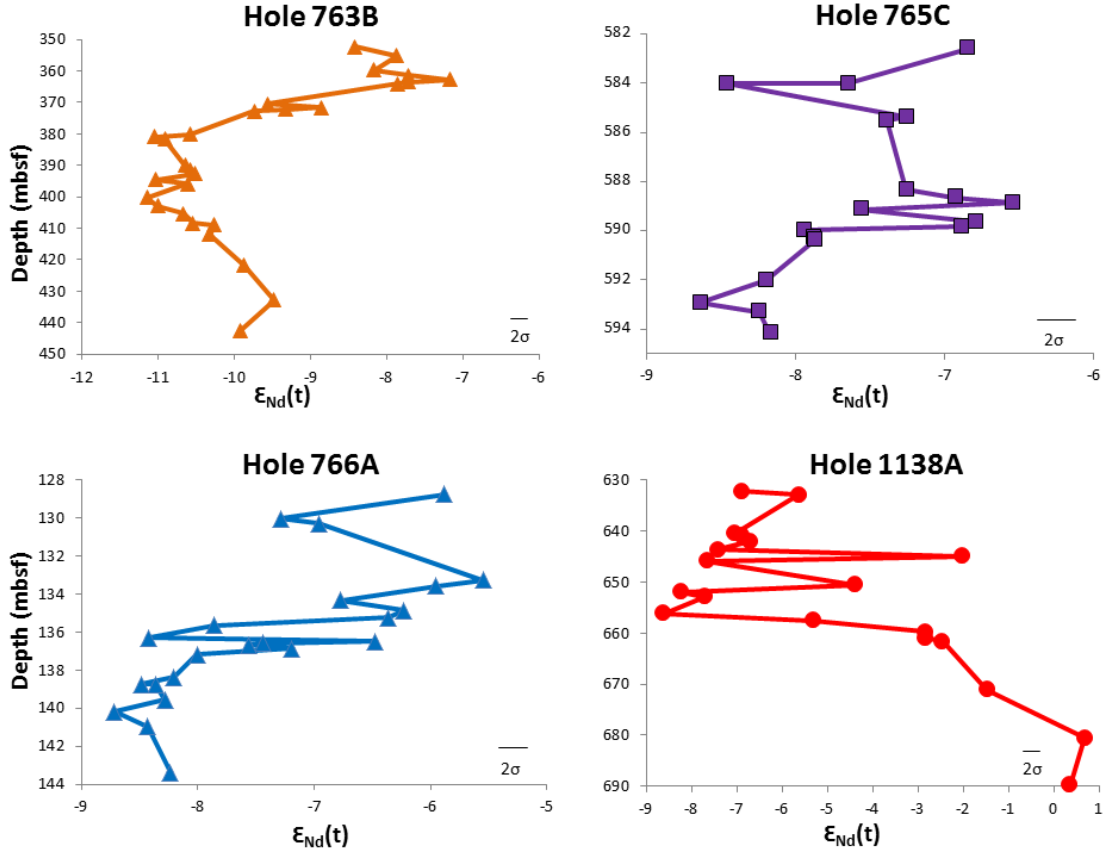 Hole 763B
350
360
370
380
390
400
410
420
430
440
450
Depth (mbsf)
2σ
-12 -11 -10 -9 -8 -7 -6
εNd(t)
Hole 765C
582
584
586
588
590
592
594
2σ
-9 -8 -7 -6
εNd(t)
Hole 766A
128
130
132
134
136
138
140
142
144
Depth (mbsf)
2σ
-9 -8 -7 -6 -5
εNd(t)
Hole 1138A
630
640
650
660
670
680
690
2σ
-9 -8 -7 -6 -5 -4 -3 -2 -1 0 1
εNd(t)